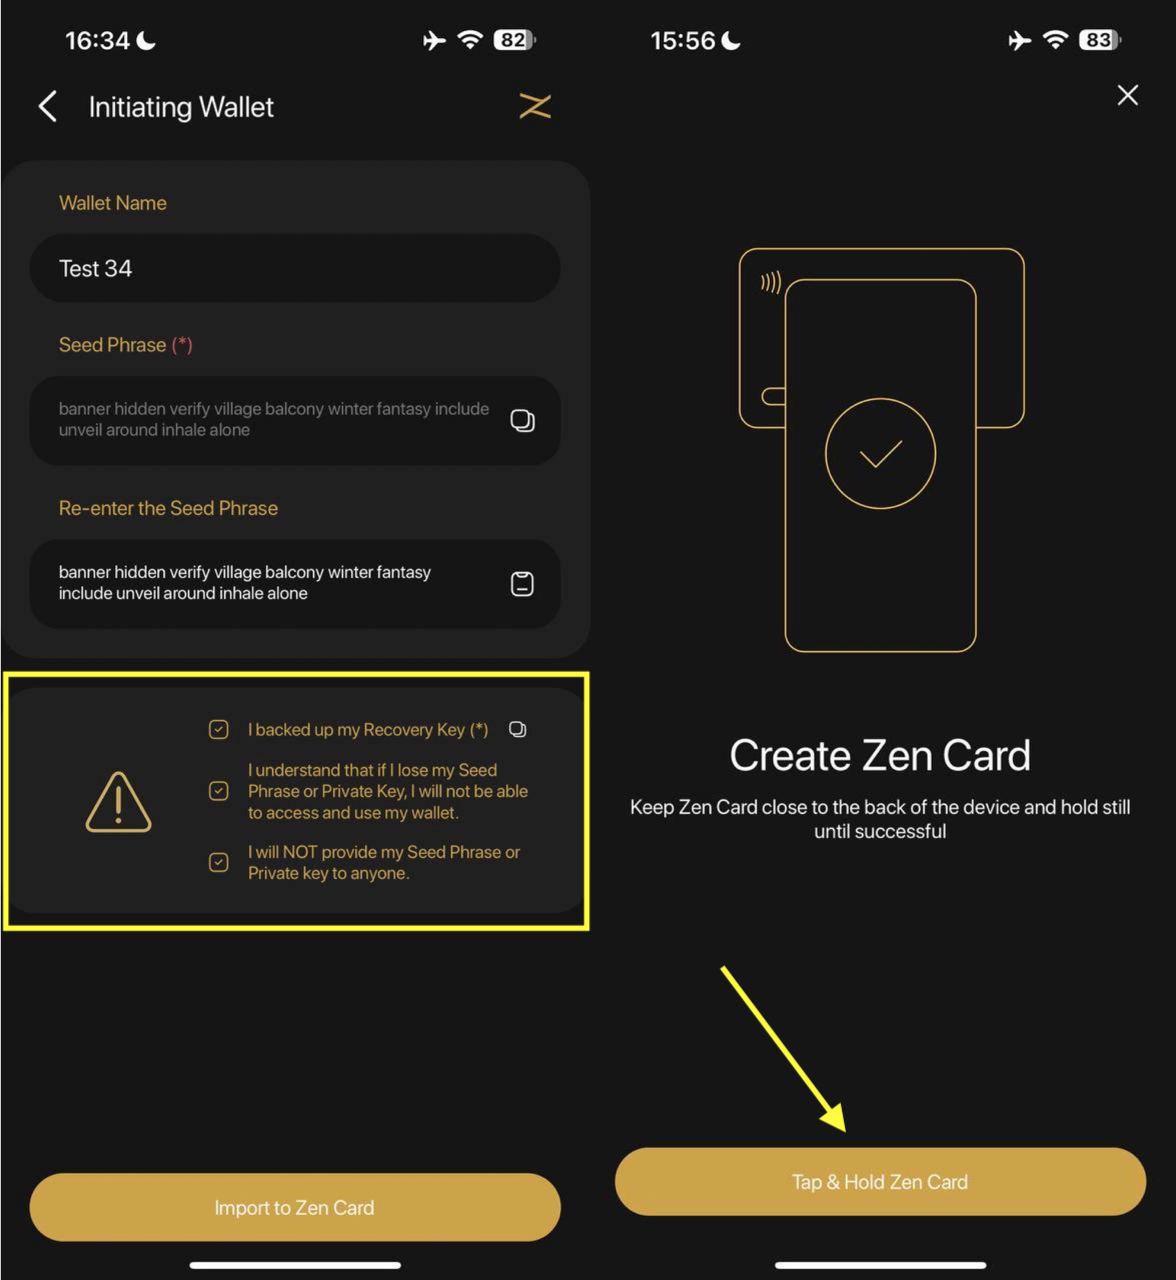 16:34
82
Initiating Wallet
Wallet Name
Test 34
Seed Phrase (*)
banner hidden verify village balcony winter fantasy include
unveil around inhale alone
Re-enter the Seed Phrase
banner hidden verify village balcony winter fantasy
include unveil around inhale alone
I backed up my Recovery Key (*)
I understand that if I lose my Seed
Phrase or Private Key, I will not be able
to access and use my wallet.
I will NOT provide my Seed Phrase or
Private key to anyone.
Import to Zen Card
15:56
83
Create Zen Card
Keep Zen Card close to the back of the device and hold still
until successful
Tap & Hold Zen Card